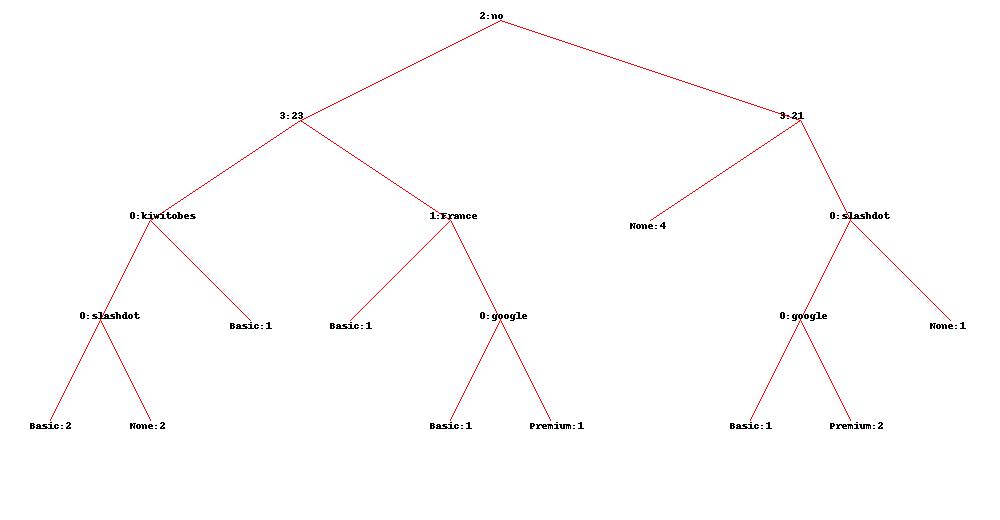 2:no
3:23
3:21
0:kiwitobes
1:France
None:4
0:slashdot
0:slashdot
Basic:1
Basic:1
0:google
0:google
None:1
Basic:2
None:2
Basic:1
Premium:1
Basic:1
Premium:2